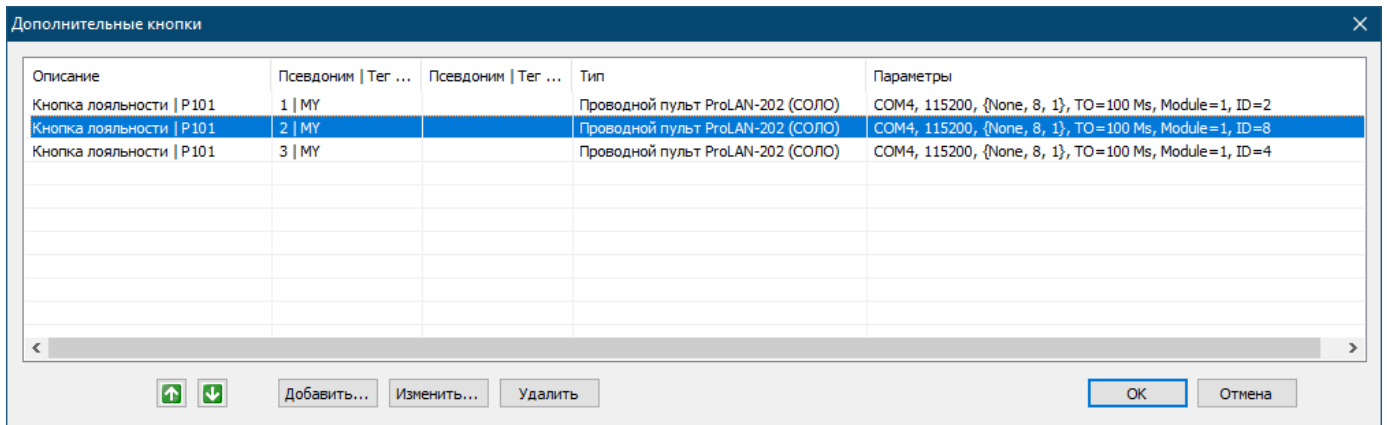 Дополнительные кнопки
Описание Псевдоним | Тег ... Псевдоним | Тег ... Тип Параметры
Кнопка лояльности | P101 1 | MY Проводной пульт ProLAN-202 (СОЛО) COM4, 115200, {None, 8, 1}, TO=100 Ms, Module=1, ID=2
Кнопка лояльности | P101 2 | MY Проводной пульт ProLAN-202 (СОЛО) COM4, 115200, {None, 8, 1}, TO=100 Ms, Module=1, ID=8
Кнопка лояльности | P101 3 | MY Проводной пульт ProLAN-202 (СОЛО) COM4, 115200, {None, 8, 1}, TO=100 Ms, Module=1, ID=4
Добавить... Изменить... Удалить OK Отмена